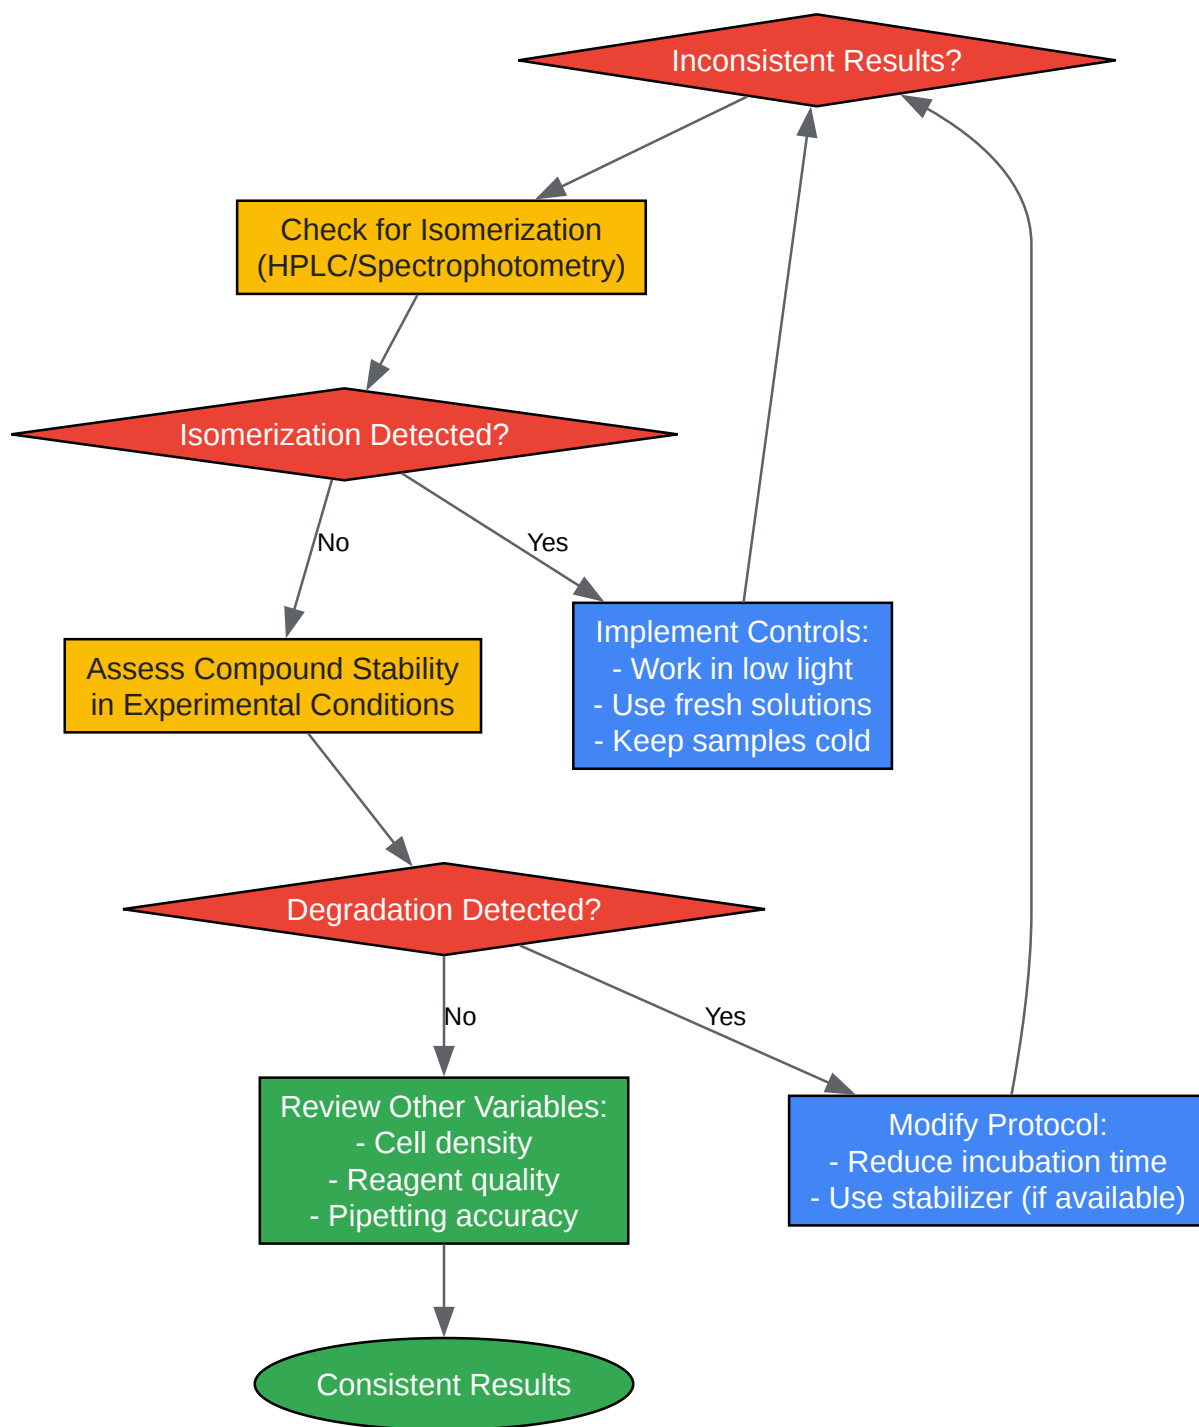 Inconsistent Results?
Check for Isomerization
(HPLC/Spectrophotometry)
Isomerization Detected?
No
Yes
Implement Controls:
- Work in low light
- Use fresh solutions
- Keep samples cold
Assess Compound Stability
in Experimental Conditions
Degradation Detected?
No
Yes
Review Other Variables:
- Cell density
- Reagent quality
- Pipetting accuracy
Modify Protocol:
- Reduce incubation time
- Use stabilizer (if available)
Consistent Results